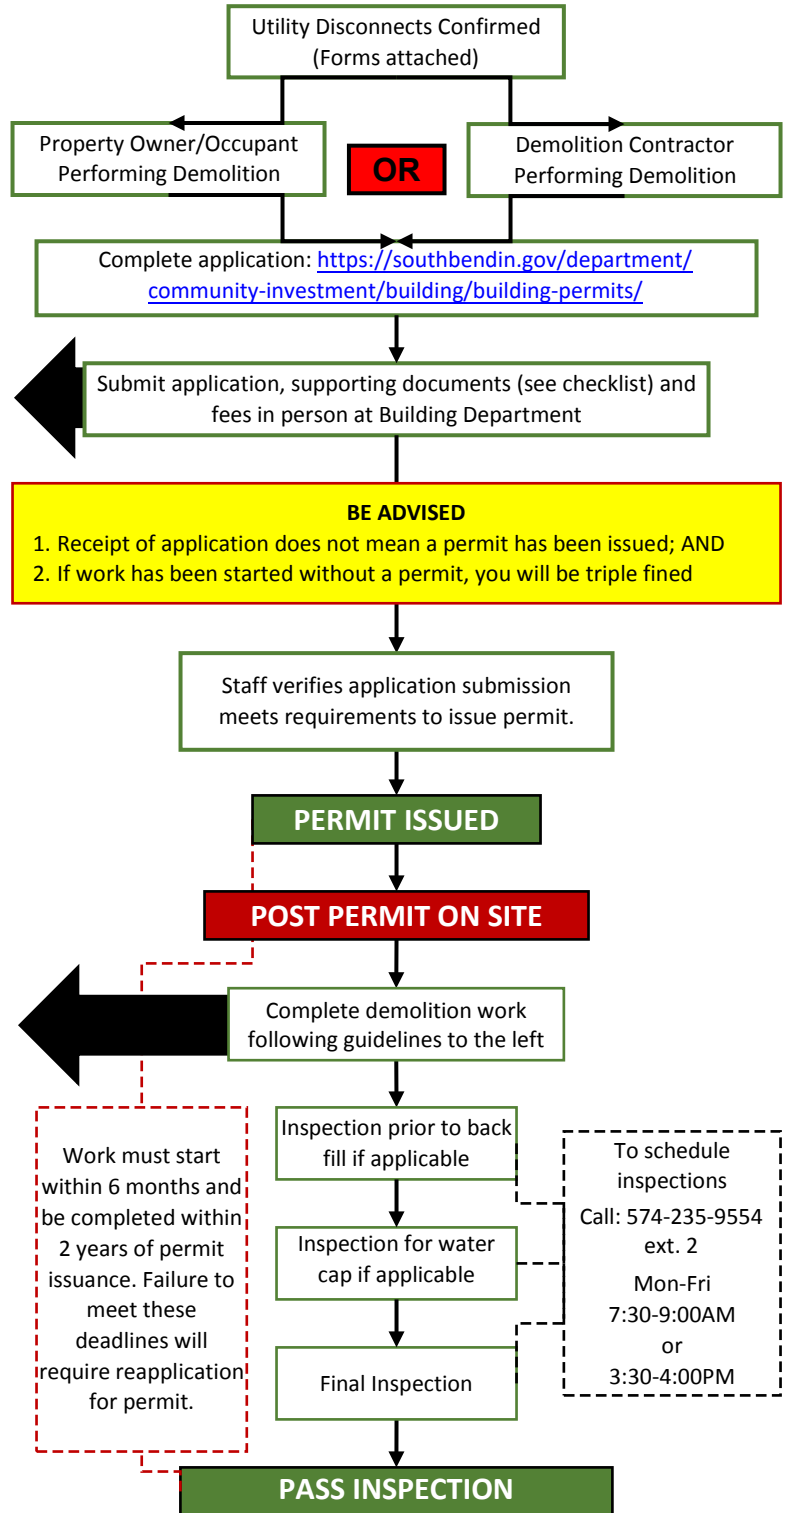 Utility Disconnects Confirmed
(Forms attached)
Property Owner/Occupant
Performing Demolition
OR
Demolition Contractor
Performing Demolition
Complete application: https://southbendin.gov/department/
community-investment/building/building-permits/
Submit application, supporting documents (see checklist) and
fees in person at Building Department
BE ADVISED
1. Receipt of application does not mean a permit has been issued; AND
2. If work has been started without a permit, you will be triple fined
Staff verifies application submission
meets requirements to issue permit.
PERMIT ISSUED
POST PERMIT ON SITE
Complete demolition work
following guidelines to the left
Work must start
within 6 months and
be completed within
2 years of permit
issuance. Failure to
meet these
deadlines will
require reapplication
for permit.
Inspection prior to back
fill if applicable
Inspection for water
cap if applicable
Final Inspection
To schedule
inspections
Call: 574-235-9554
ext. 2
Mon-Fri
7:30-9:00AM
or
3:30-4:00PM
PASS INSPECTION